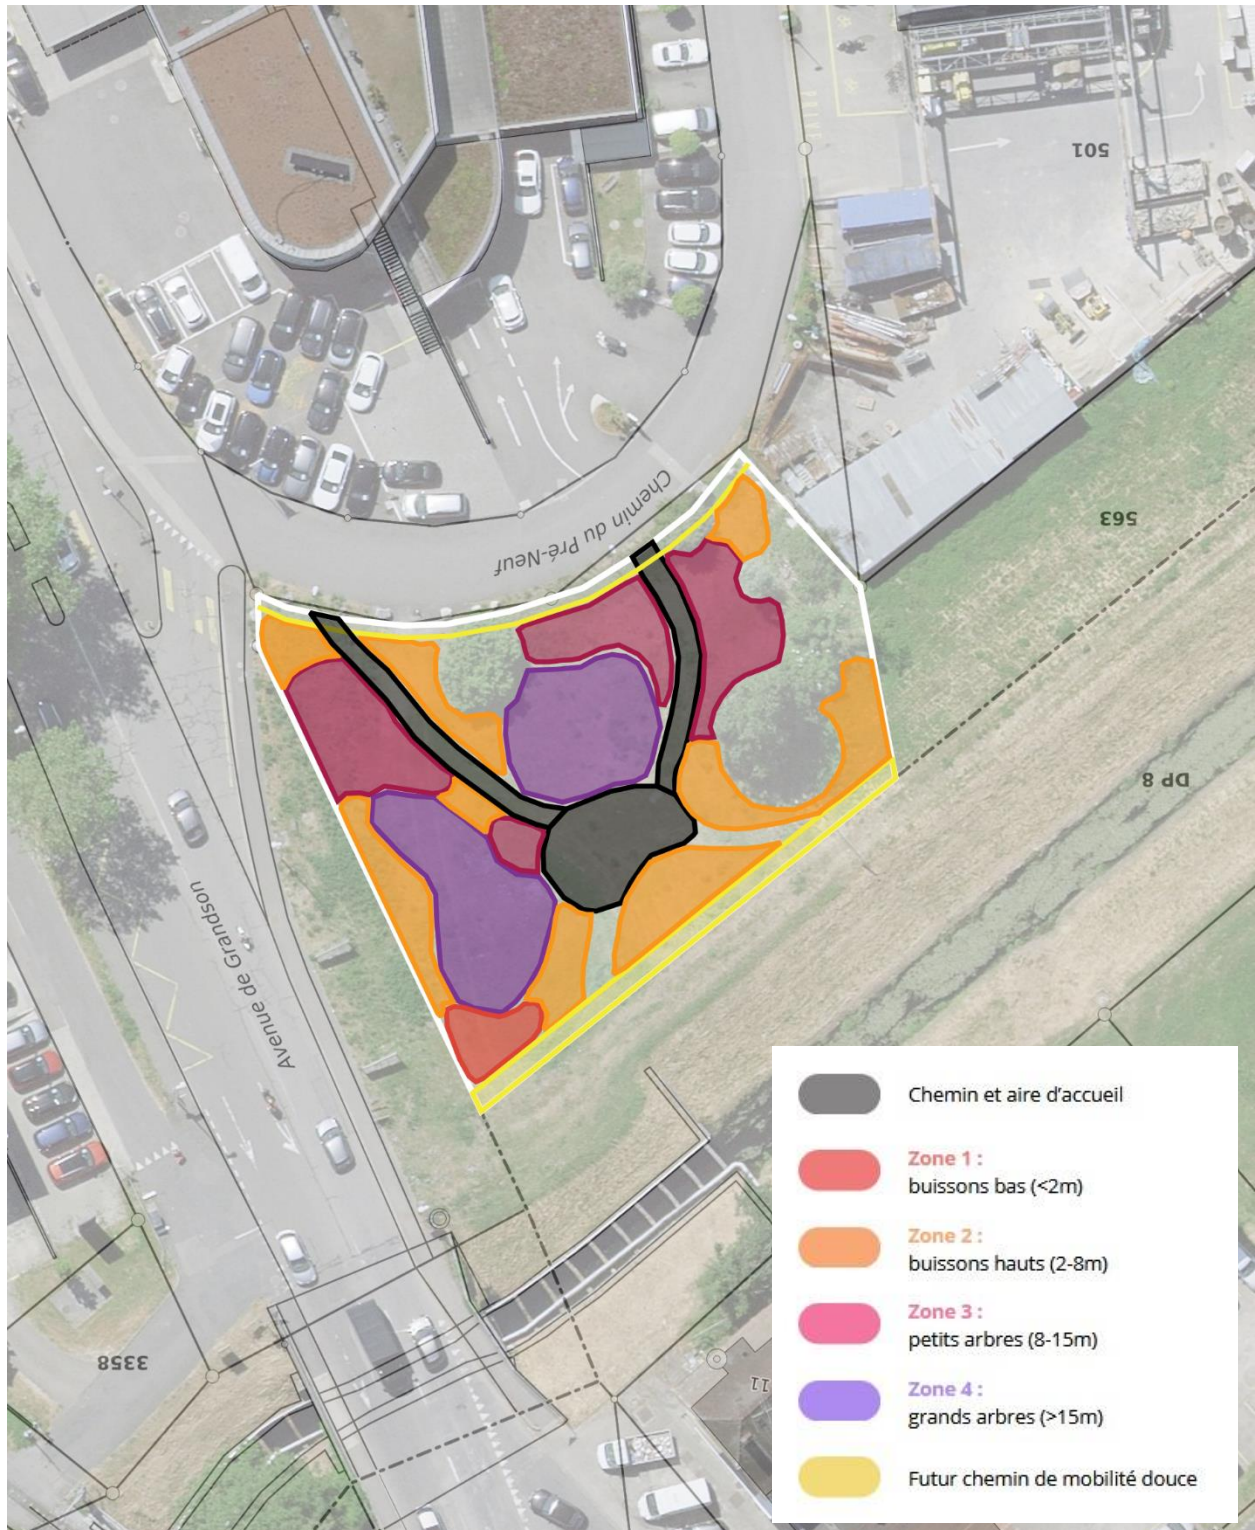 501
Chemin du Pré-Neuf
563
DP 8
Avenue de Grandson
Chemin et aire d'accueil
Zone 1 :
buissons bas (<2m)
Zone 2 :
buissons hauts (2-8m)
Zone 3 :
petits arbres (8-15m)
Zone 4 :
grands arbres (>15m)
Futur chemin de mobilité douce
3358
11